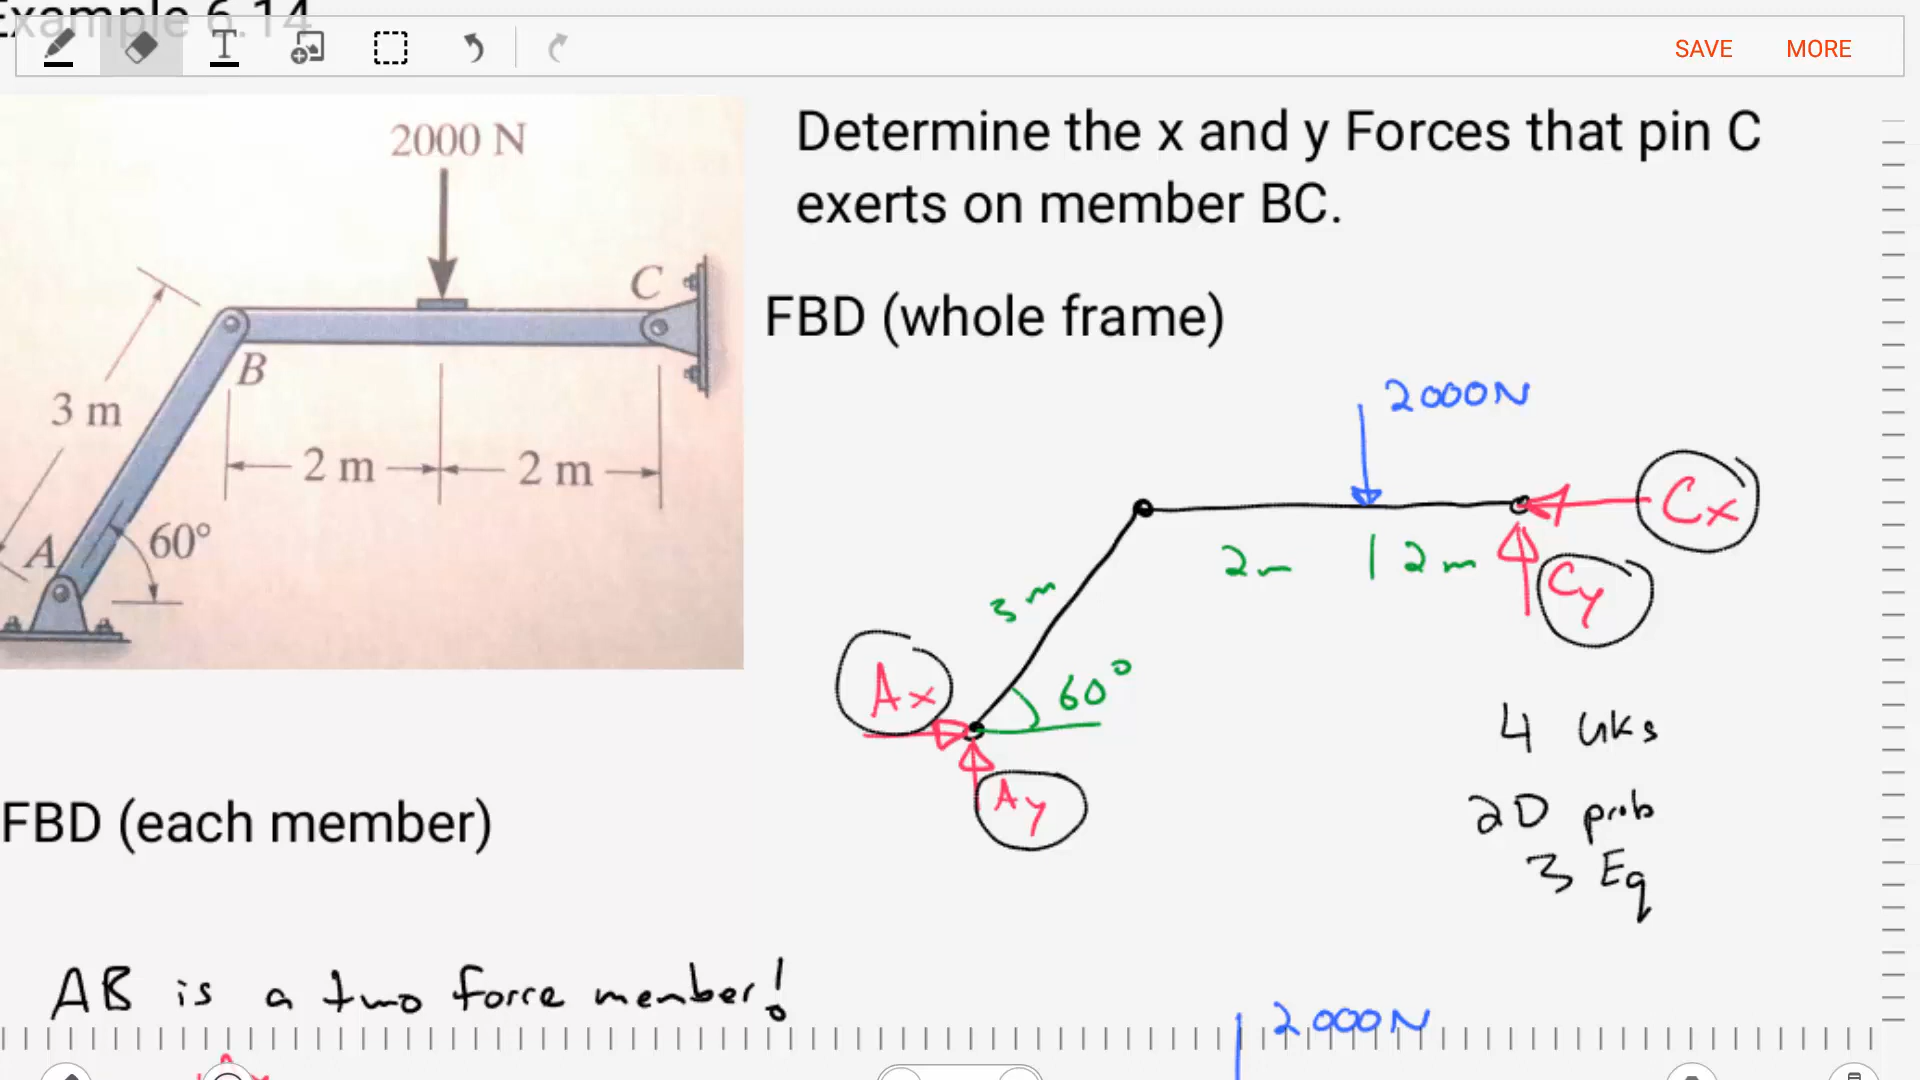 Example 6.14
T
SAVE
MORE
2000 N
C
B
3 m
2 m
2 m
A
60°
Determine the x and y Forces that pin C
exerts on member BC.
FBD (whole frame)
2000N
Cx
2m | 2m
Cy
3m
Ax
60°
Ay
4 Uks
2D prob
3 Eq
FBD (each member)
AB is a two force member!
2000N